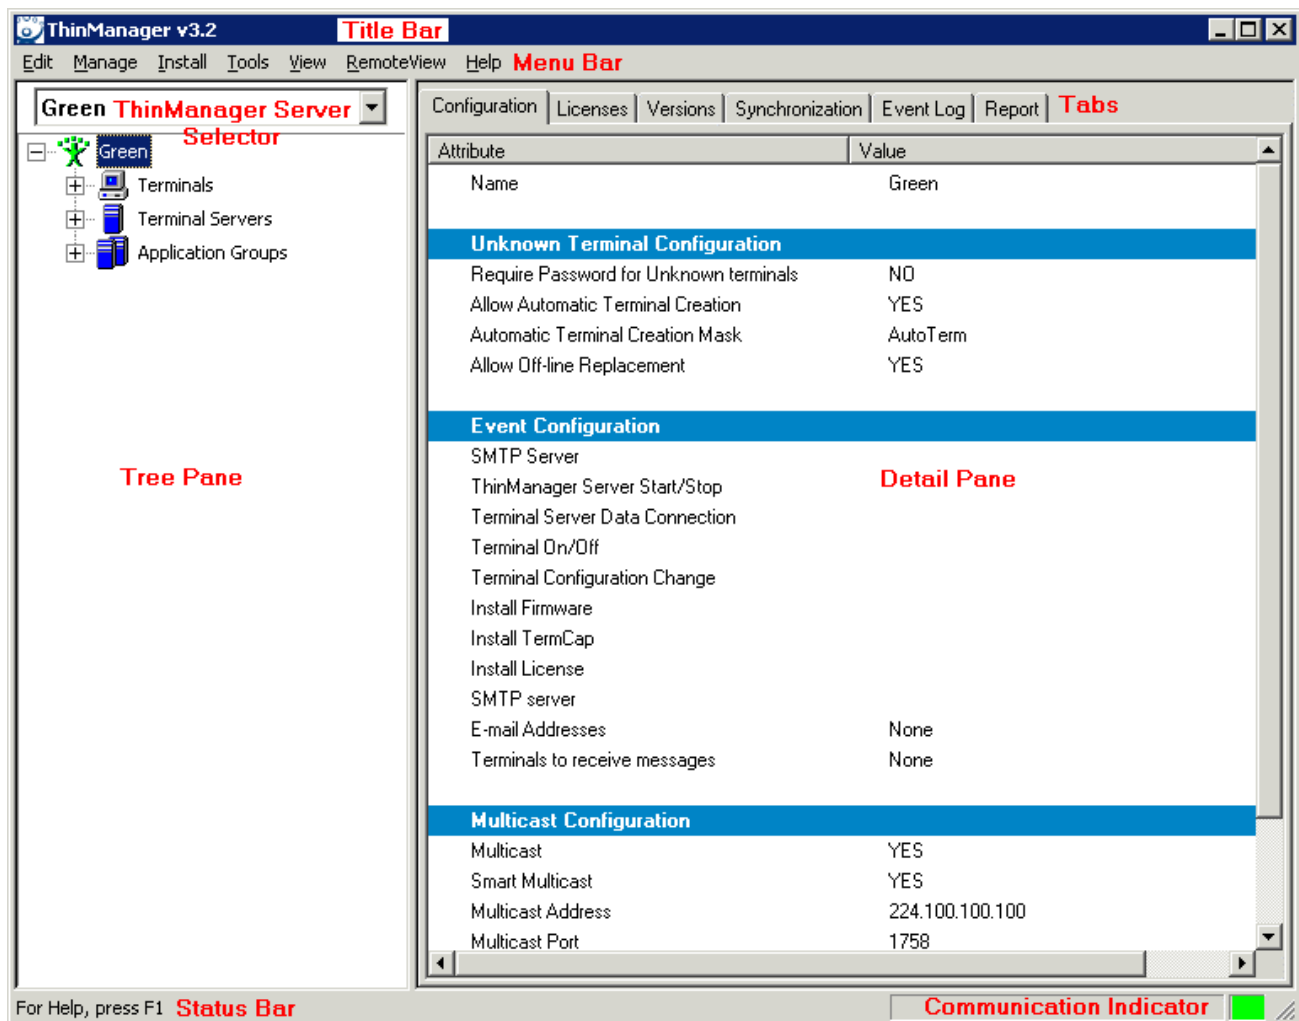 ThinManager v3.2 Title Bar
Edit Manage Install Tools View RemoteView Help Menu Bar
Green ThinManager Server Selector
Green
Terminals
Terminal Servers
Application Groups
Tree Pane
Configuration Licenses Versions Synchronization Event Log Report Tabs
Attribute Value
Name Green
Unknown Terminal Configuration
Require Password for Unknown terminals NO
Allow Automatic Terminal Creation YES
Automatic Terminal Creation Mask AutoTerm
Allow Off-line Replacement YES
Event Configuration
SMTP Server
Detail Pane
ThinManager Server Start/Stop
Terminal Server Data Connection
Terminal On/Off
Terminal Configuration Change
Install Firmware
Install TermCap
Install License
SMTP server
E-mail Addresses None
Terminals to receive messages None
Multicast Configuration
Multicast YES
Smart Multicast YES
Multicast Address 224.100.100.100
Multicast Port 1758
For Help, press F1 Status Bar
Communication Indicator